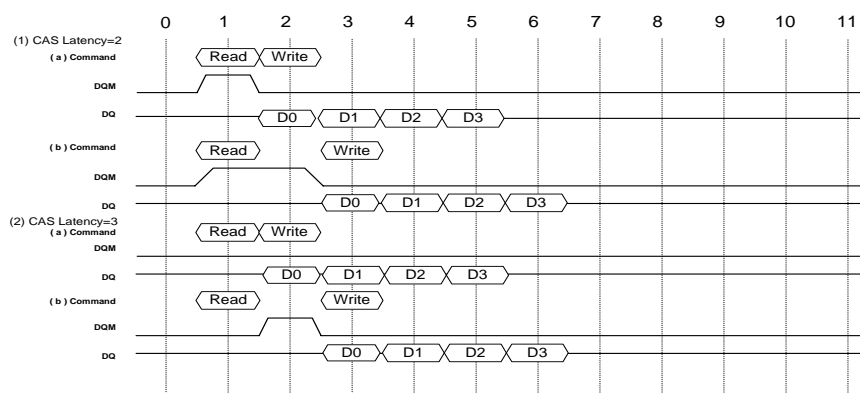 0 1 2 3 4 5 6 7 8 9 10 11
(1) CAS Latency=2
( a ) Command Read Write
DQM
DQ D0 D1 D2 D3
( b ) Command Read Write
DQM
DQ D0 D1 D2 D3
(2) CAS Latency=3
( a ) Command Read Write
DQM
DQ D0 D1 D2 D3
( b ) Command Read Write
DQM
DQ D0 D1 D2 D3